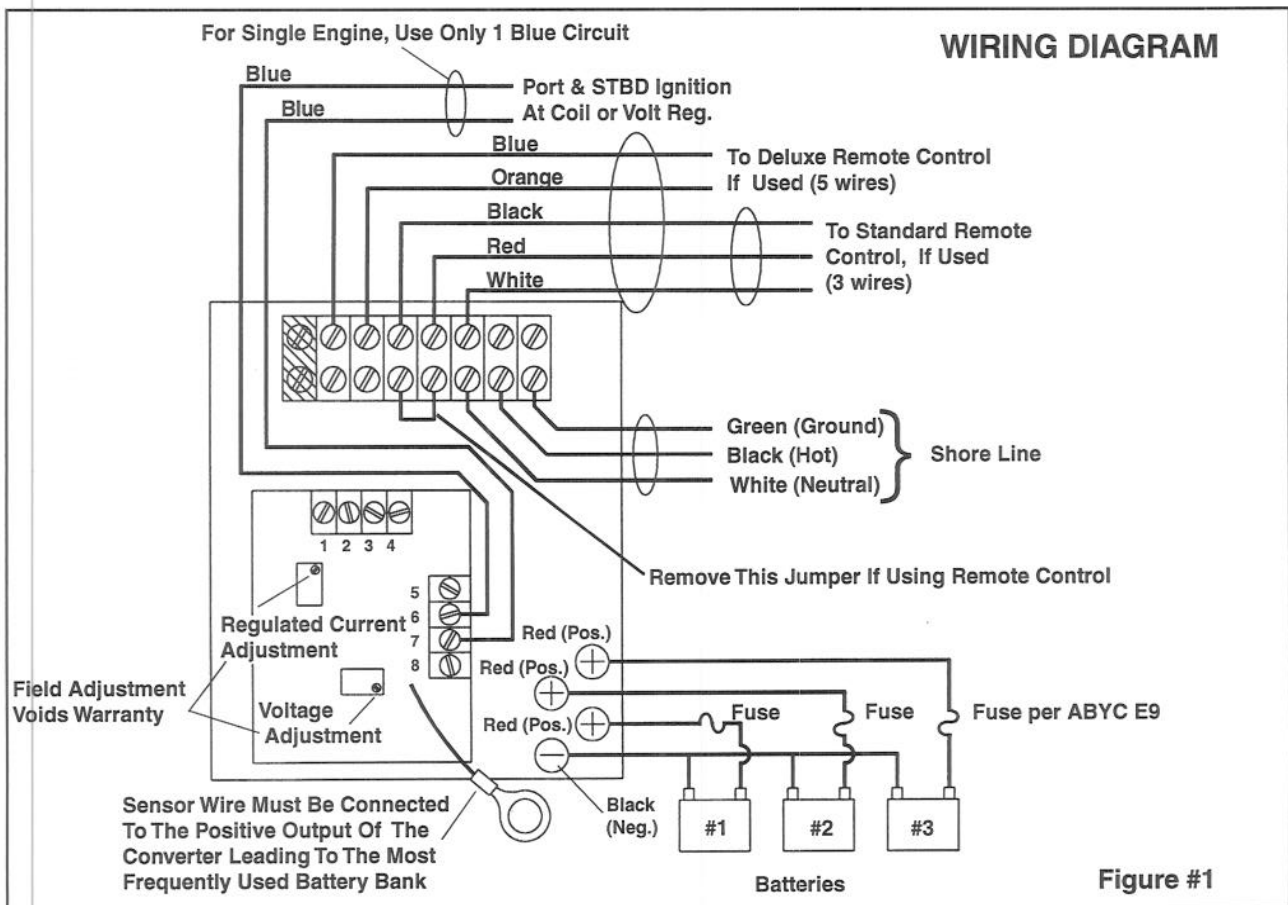 For Single Engine, Use Only 1 Blue Circuit
WIRING DIAGRAM
Blue
Port & STBD Ignition
Blue
At Coil or Volt Reg.
Blue
To Deluxe Remote Control
Orange
If Used (5 wires)
Black
To Standard Remote
Red
Control, If Used
White
(3 wires)
Green (Ground)
Black (Hot)
Shore Line
White (Neutral)
1 2 3 4
Remove This Jumper If Using Remote Control
5
6
7
8
Regulated Current
Adjustment
Red (Pos.)
Red (Pos.)
Red (Pos.)
Field Adjustment
Voids Warranty
Voltage
Adjustment
Fuse
Fuse
Fuse per ABYC E9
Sensor Wire Must Be Connected
To The Positive Output Of The
Converter Leading To The Most
Frequently Used Battery Bank
Black
(Neg.)
#1
#2
#3
Batteries
Figure #1